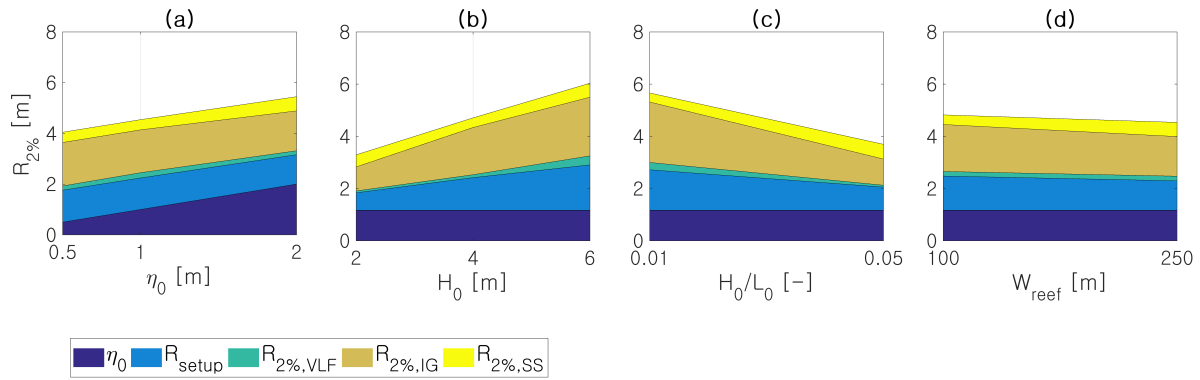 (a) (b) (c) (d)
R2% [m]
8 8 8 8
6 6 6 6
4 4 4 4
2 2 2 2
0 0 0 0
0.5 1 2 2 4 6 0.01 0.05 100 250
η0 [m] H0 [m] H0/L0 [-] Wreef [m]
η0 Rsetup R2%,VLF R2%,IG R2%,SS